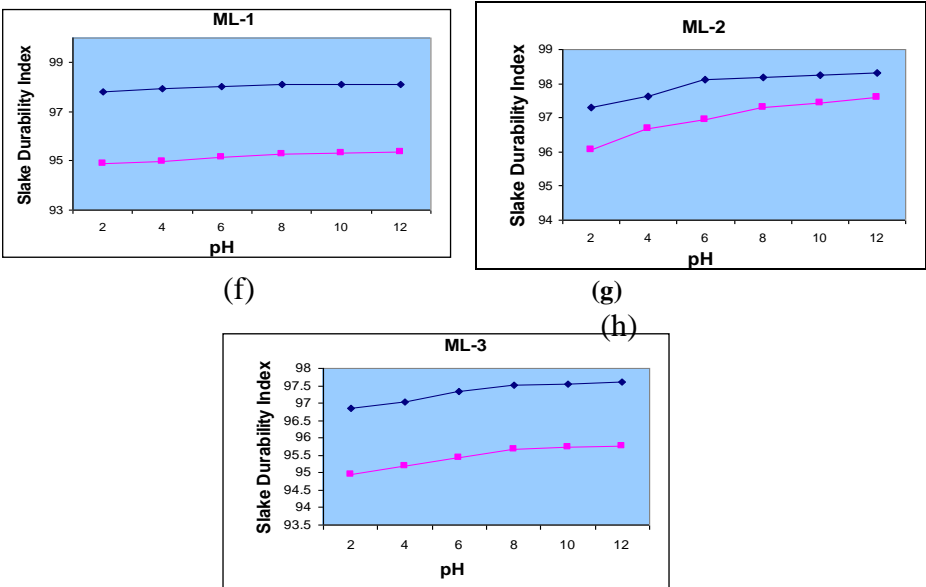 ML-1
Slake Durability Index
99
97
95
93
2 4 6 8 10 12
pH
(f)
ML-2
Slake Durability Index
99
98
97
96
95
94
2 4 6 8 10 12
pH
(g)
(h)
ML-3
Slake Durability Index
98
97.5
97
96.5
96
95.5
95
94.5
94
93.5
2 4 6 8 10 12
pH